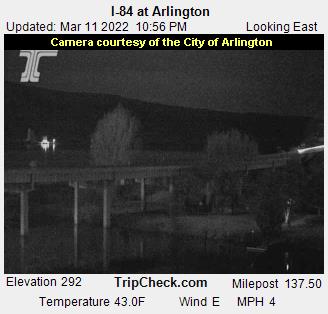 I-84 at Arlington
Updated: Mar 11 2022 10:56 PM Looking East
Camera courtesy of the City of Arlington
Elevation 292 TripCheck.com Milepost 137.50
Temperature 43.0F Wind E MPH 4